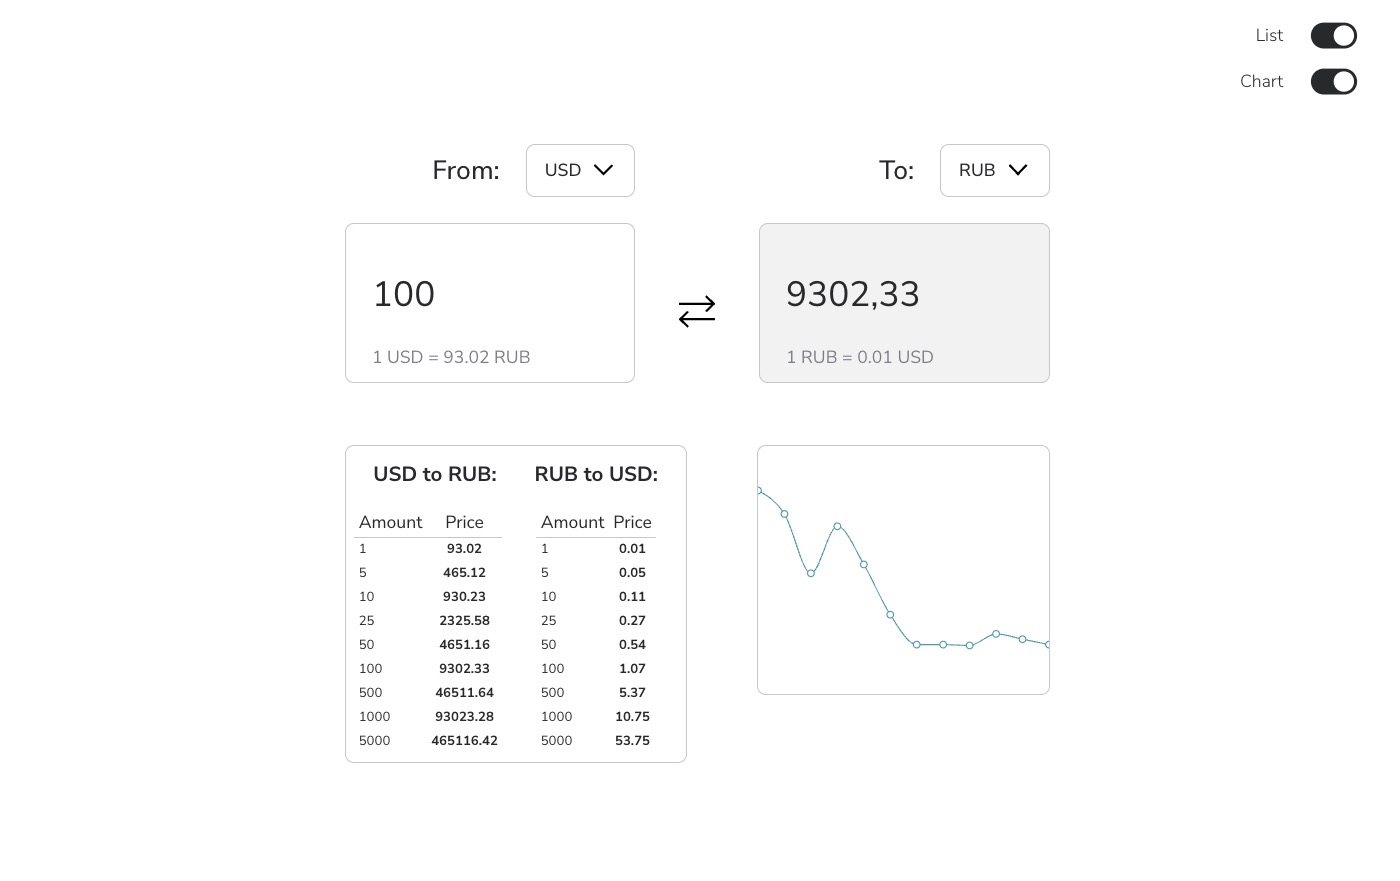 List
Chart
From: USD To: RUB
100 9302,33
1 USD = 93.02 RUB 1 RUB = 0.01 USD
USD to RUB: RUB to USD:
Amount Price Amount Price
1 93.02 1 0.01
5 465.12 5 0.05
10 930.23 10 0.11
25 2325.58 25 0.27
50 4651.16 50 0.54
100 9302.33 100 1.07
500 46511.64 500 5.37
1000 93023.28 1000 10.75
5000 465116.42 5000 53.75